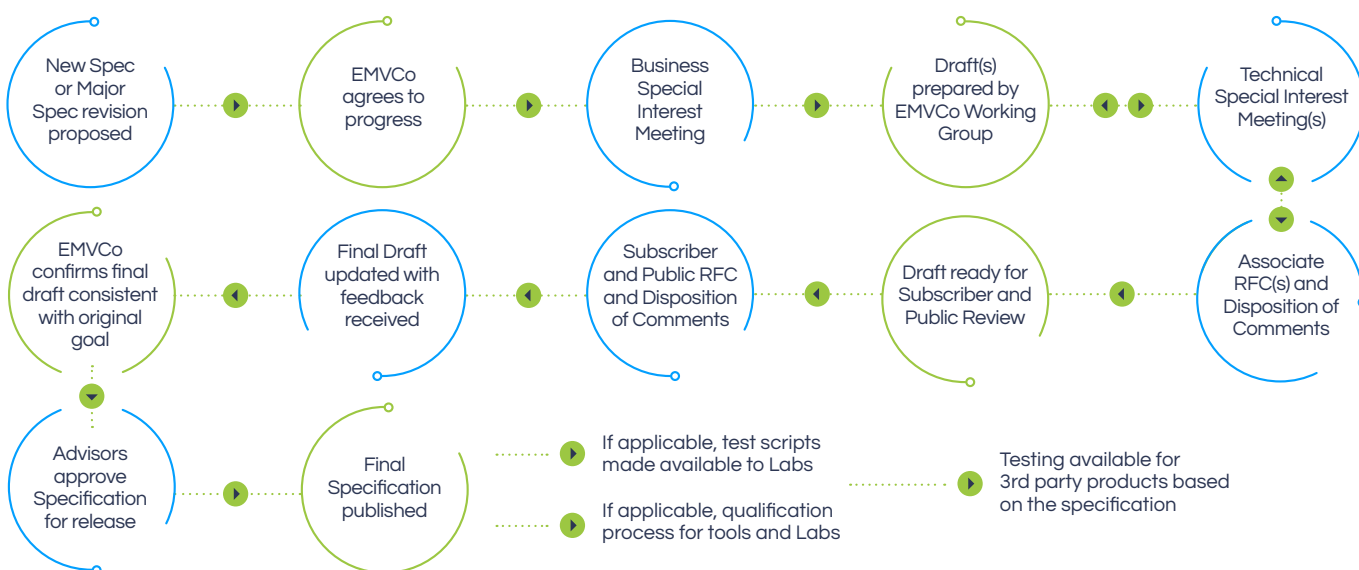 New Spec
or Major
Spec revision
proposed
EMVCo
agrees to
progress
Business
Special
Interest
Meeting
Draft(s)
prepared by
EMVCo Working
Group
Technical
Special Interest
Meeting(s)
Associate
RFC(s) and
Disposition of
Comments
Draft ready for
Subscriber and
Public Review
Subscriber
and Public RFC
and Disposition
of Comments
Final Draft
updated with
feedback
received
EMVCo
confirms final
draft consistent
with original
goal
Advisors
approve
Specification
for release
Final
Specification
published
If applicable, test scripts
made available to Labs
If applicable, qualification
process for tools and Labs
Testing available for
3rd party products based
on the specification